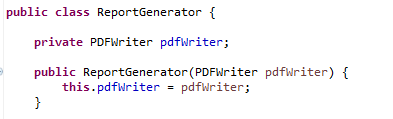 public class ReportGenerator {
private PDFWriter pdfWriter;
public ReportGenerator(PDFWriter pdfWriter) {
this.pdfWriter = pdfWriter;
}